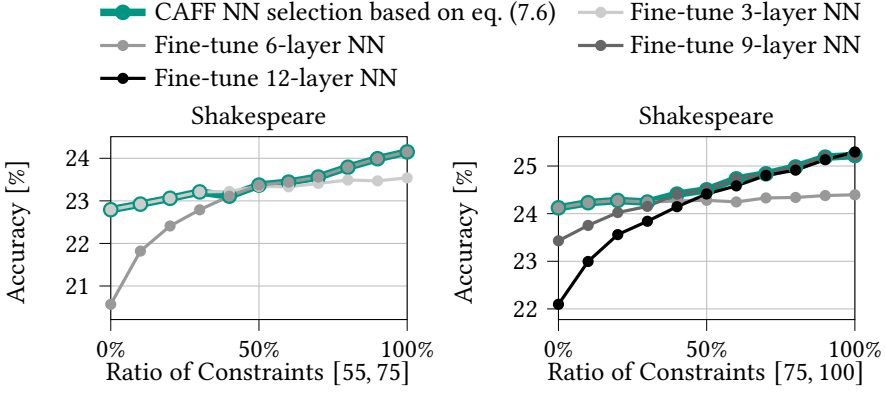 CAFF NN selection based on eq. (7.6)
Fine-tune 3-layer NN
Fine-tune 6-layer NN
Fine-tune 9-layer NN
Fine-tune 12-layer NN
Shakespeare
24
23
22
21
Accuracy [%]
0%
50%
100%
Ratio of Constraints [55, 75]
Shakespeare
25
24
23
22
Accuracy [%]
0%
50%
100%
Ratio of Constraints [75, 100]